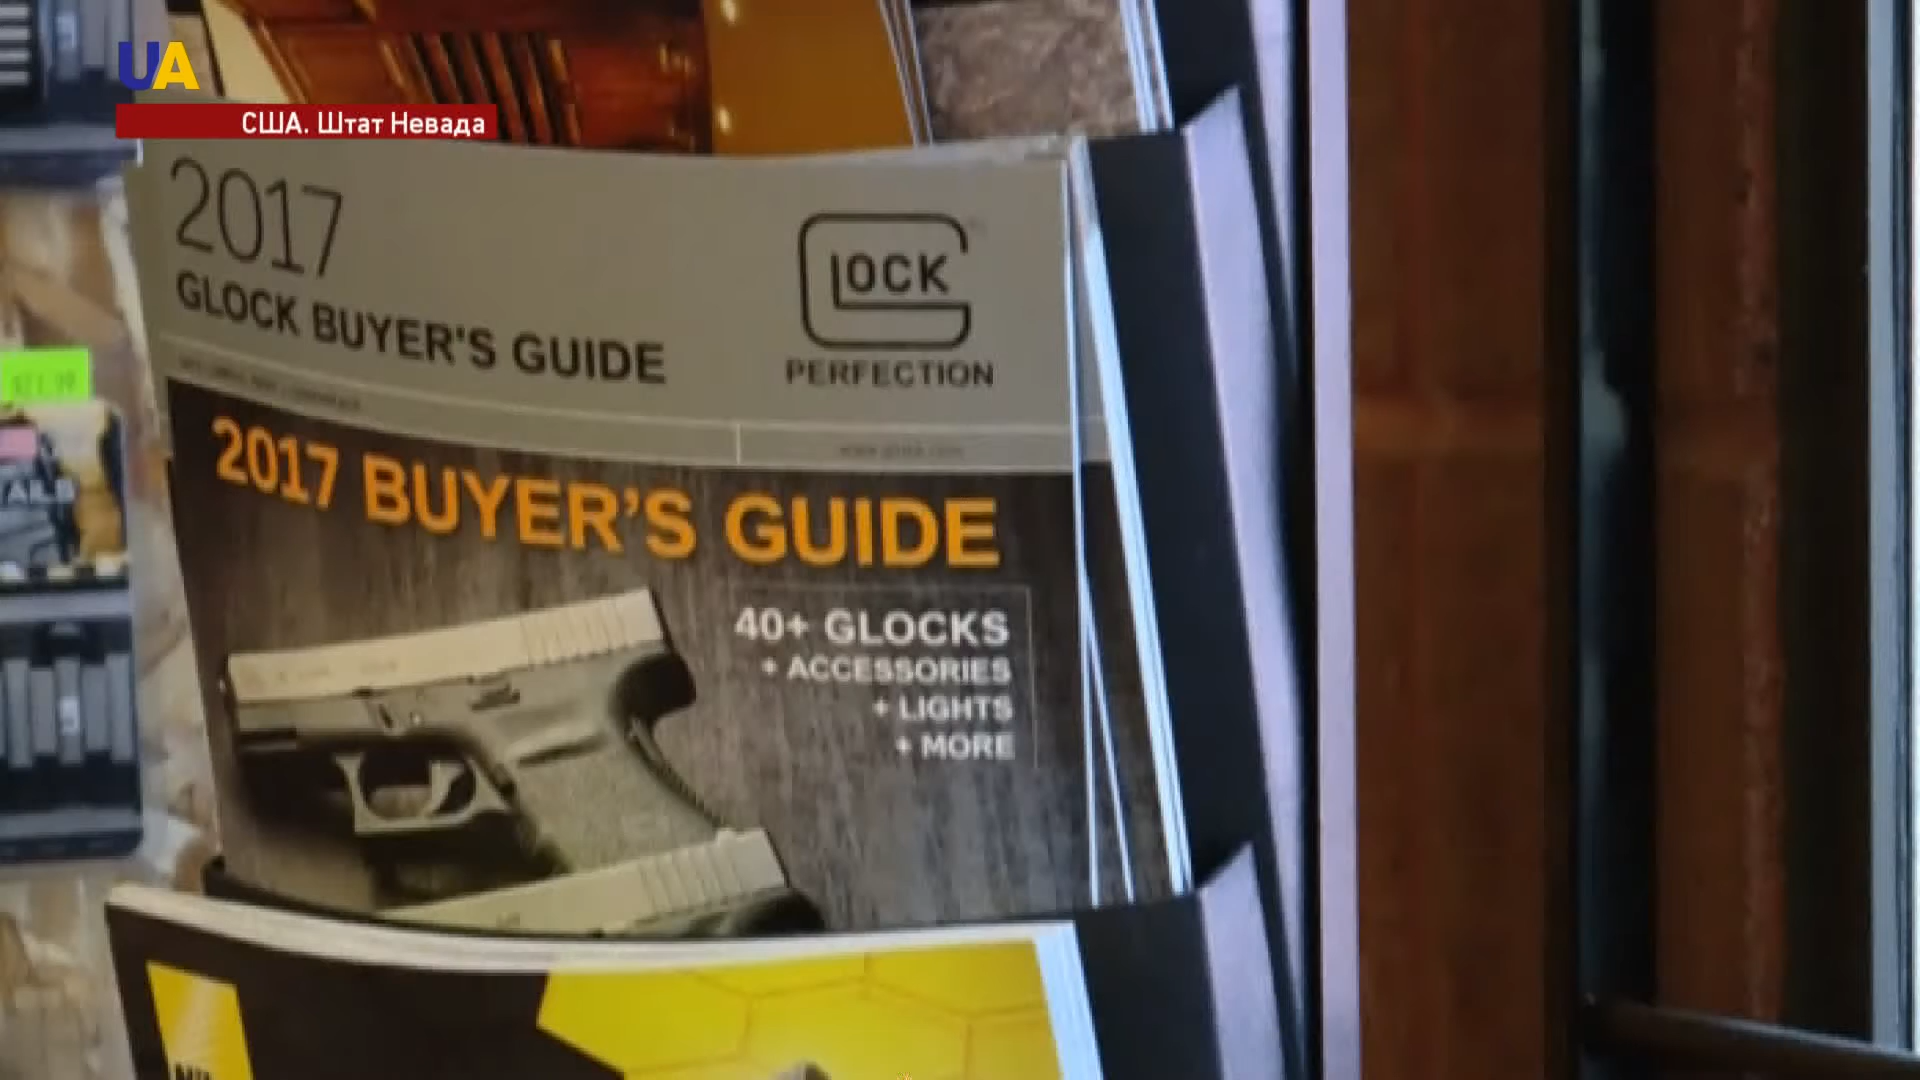 UA
США. Штат Невада
2017
GLOCK BUYER'S GUIDE
GLOCK
PERFECTION
2017 BUYER'S GUIDE
40+ GLOCKS
+ ACCESSORIES
+ LIGHTS
+ MORE